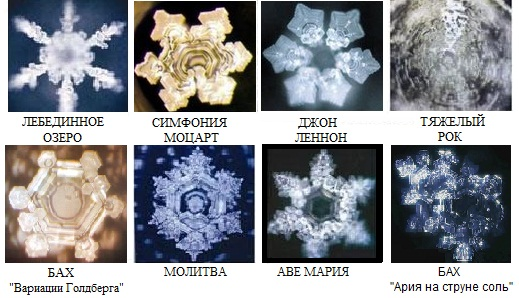 ЛЕБЕДИННОЕ
ОЗЕРО
СИМФОНИЯ
МОЦАРТ
ДЖОН
ЛЕННОН
ТЯЖЕЛЫЙ
РОК
БАХ
"Вариации Голдберга"
МОЛИТВА
АВЕ МАРИЯ
БАХ
"Ария на струне соль"